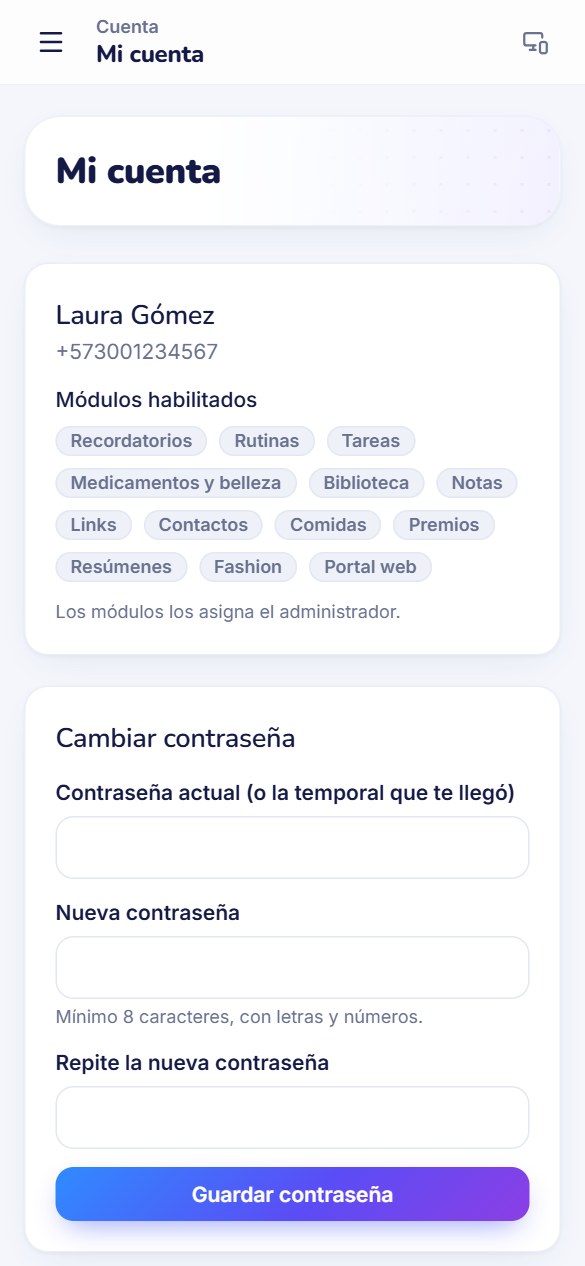 Cuenta
Mi cuenta
Mi cuenta
Laura Gómez
+573001234567
Módulos habilitados
Recordatorios Rutinas Tareas
Medicamentos y belleza Biblioteca Notas
Links Contactos Comidas Premios
Resúmenes Fashion Portal web
Los módulos los asigna el administrador.
Cambiar contraseña
Contraseña actual (o la temporal que te llegó)
Nueva contraseña
Mínimo 8 caracteres, con letras y números.
Repite la nueva contraseña
Guardar contraseña